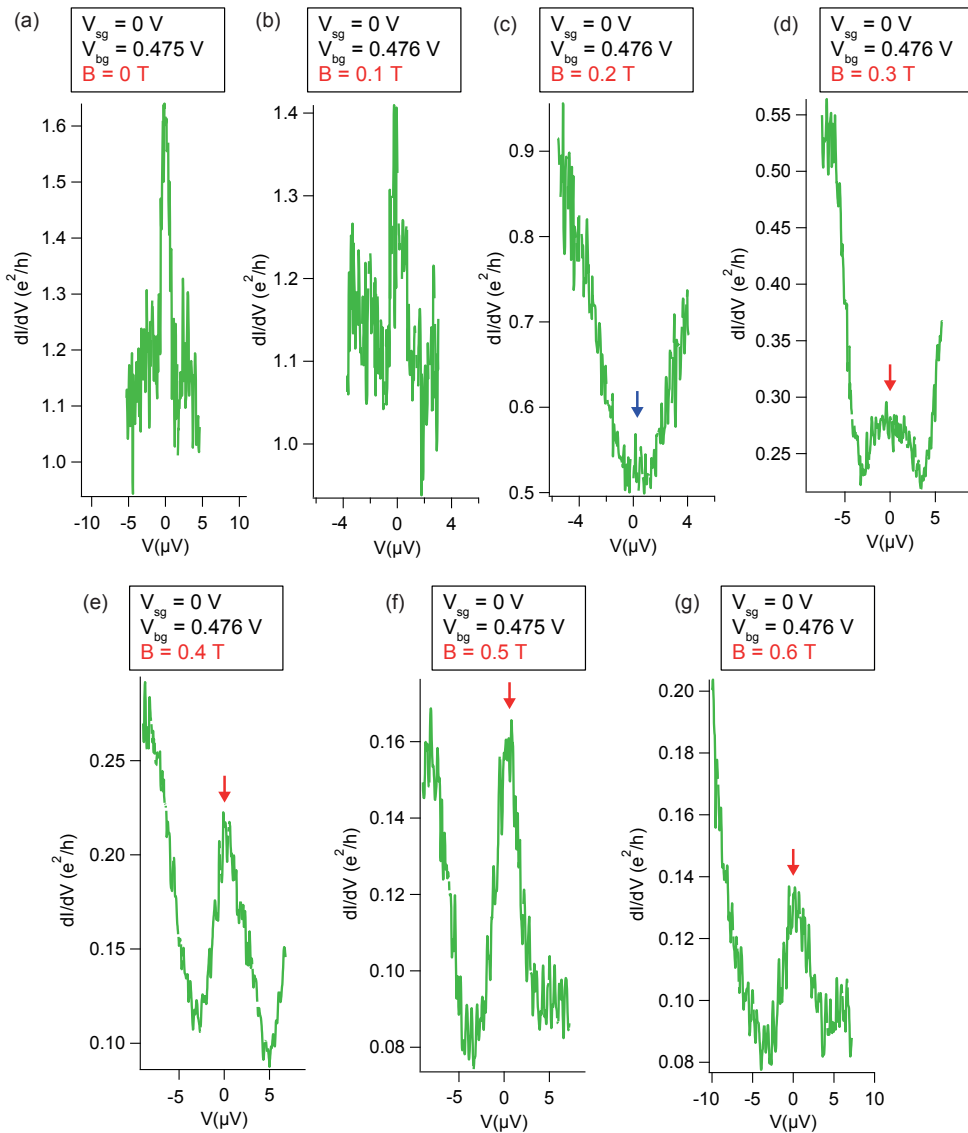 (a)
V_sg = 0 V
V_bg = 0.475 V
B = 0 T
dI/dV (e²/h)
1.6
1.5
1.4
1.3
1.2
1.1
1.0
-10 -5 0 5 10
V(µV)
(b)
V_sg = 0 V
V_bg = 0.476 V
B = 0.1 T
dI/dV (e²/h)
1.4
1.3
1.2
1.1
1.0
-4 0 4
V(µV)
(c)
V_sg = 0 V
V_bg = 0.476 V
B = 0.2 T
dI/dV (e²/h)
0.9
0.8
0.7
0.6
0.5
-4 0 4
V(µV)
(d)
V_sg = 0 V
V_bg = 0.476 V
B = 0.3 T
dI/dV (e²/h)
0.55
0.50
0.45
0.40
0.35
0.30
0.25
-5 0 5
V(µV)
(e)
V_sg = 0 V
V_bg = 0.476 V
B = 0.4 T
dI/dV (e²/h)
0.25
0.20
0.15
0.10
-5 0 5
V(µV)
(f)
V_sg = 0 V
V_bg = 0.475 V
B = 0.5 T
dI/dV (e²/h)
0.16
0.14
0.12
0.10
0.08
-5 0 5
V(µV)
(g)
V_sg = 0 V
V_bg = 0.476 V
B = 0.6 T
dI/dV (e²/h)
0.20
0.18
0.16
0.14
0.12
0.10
0.08
-10 -5 0 5 10
V(µV)